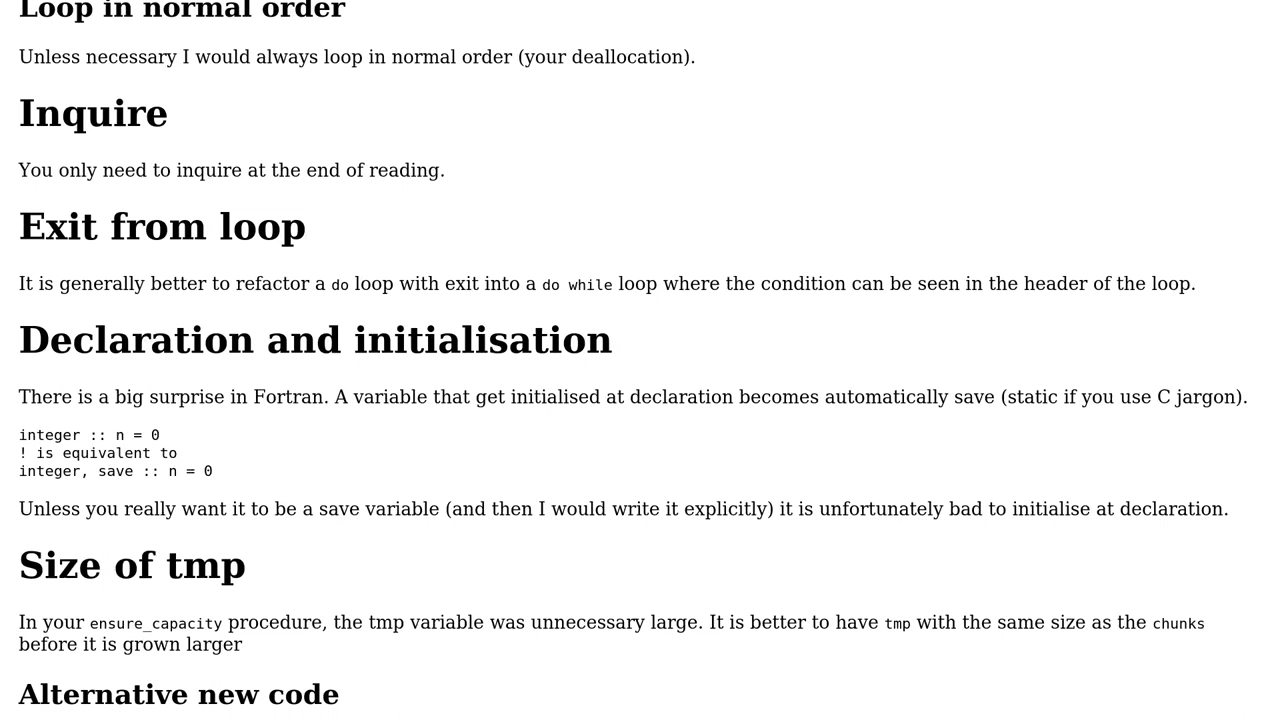 Loop in normal order
Unless necessary I would always loop in normal order (your deallocation).
Inquire
You only need to inquire at the end of reading.
Exit from loop
It is generally better to refactor a do loop with exit into a do while loop where the condition can be seen in the header of the loop.
Declaration and initialisation
There is a big surprise in Fortran. A variable that get initialised at declaration becomes automatically save (static if you use C jargon).
integer :: n = 0
! is equivalent to
integer, save :: n = 0
Unless you really want it to be a save variable (and then I would write it explicitly) it is unfortunately bad to initialise at declaration.
Size of tmp
In your ensure_capacity procedure, the tmp variable was unnecessary large. It is better to have tmp with the same size as the chunks
before it is grown larger
Alternative new code